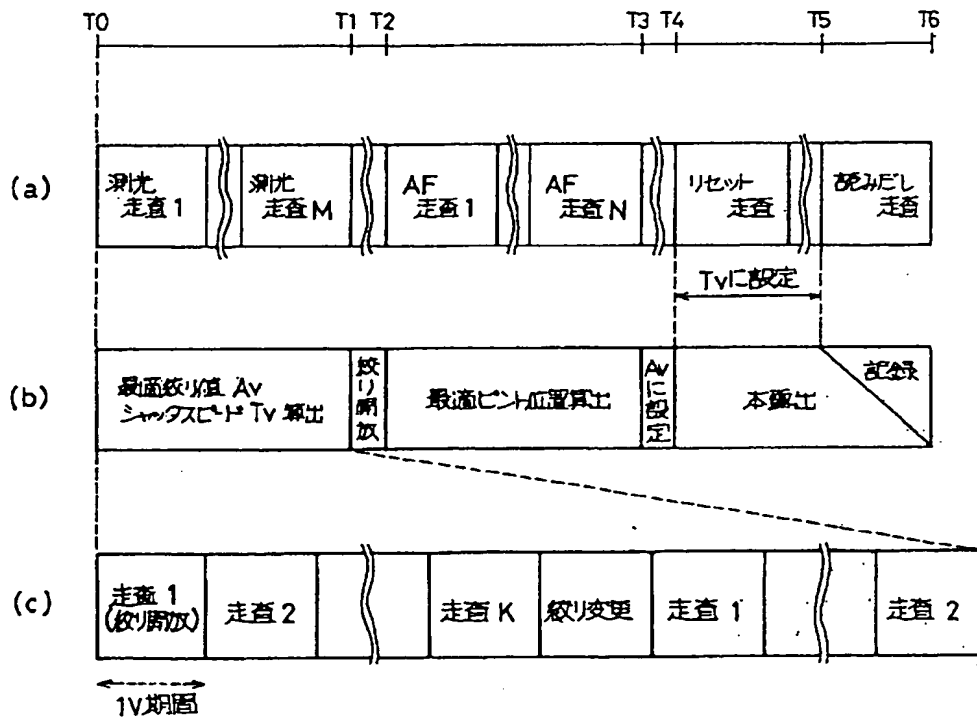 T0 T1 T2 T3 T4 T5 T6
(a)
測光
走査 1
測光
走査 M
AF
走査 1
AF
走査 N
リセット
走査
読みだし
走査
Tvに設定
(b)
最適絞り値 Av
シャッタスピード Tv 算出
絞り開放
最適ピント位置算出
Avに設定
本露出
記録
(c)
走査 1
(絞り開放)
走査 2
走査 K
絞り変更
走査 1
走査 2
1V期間